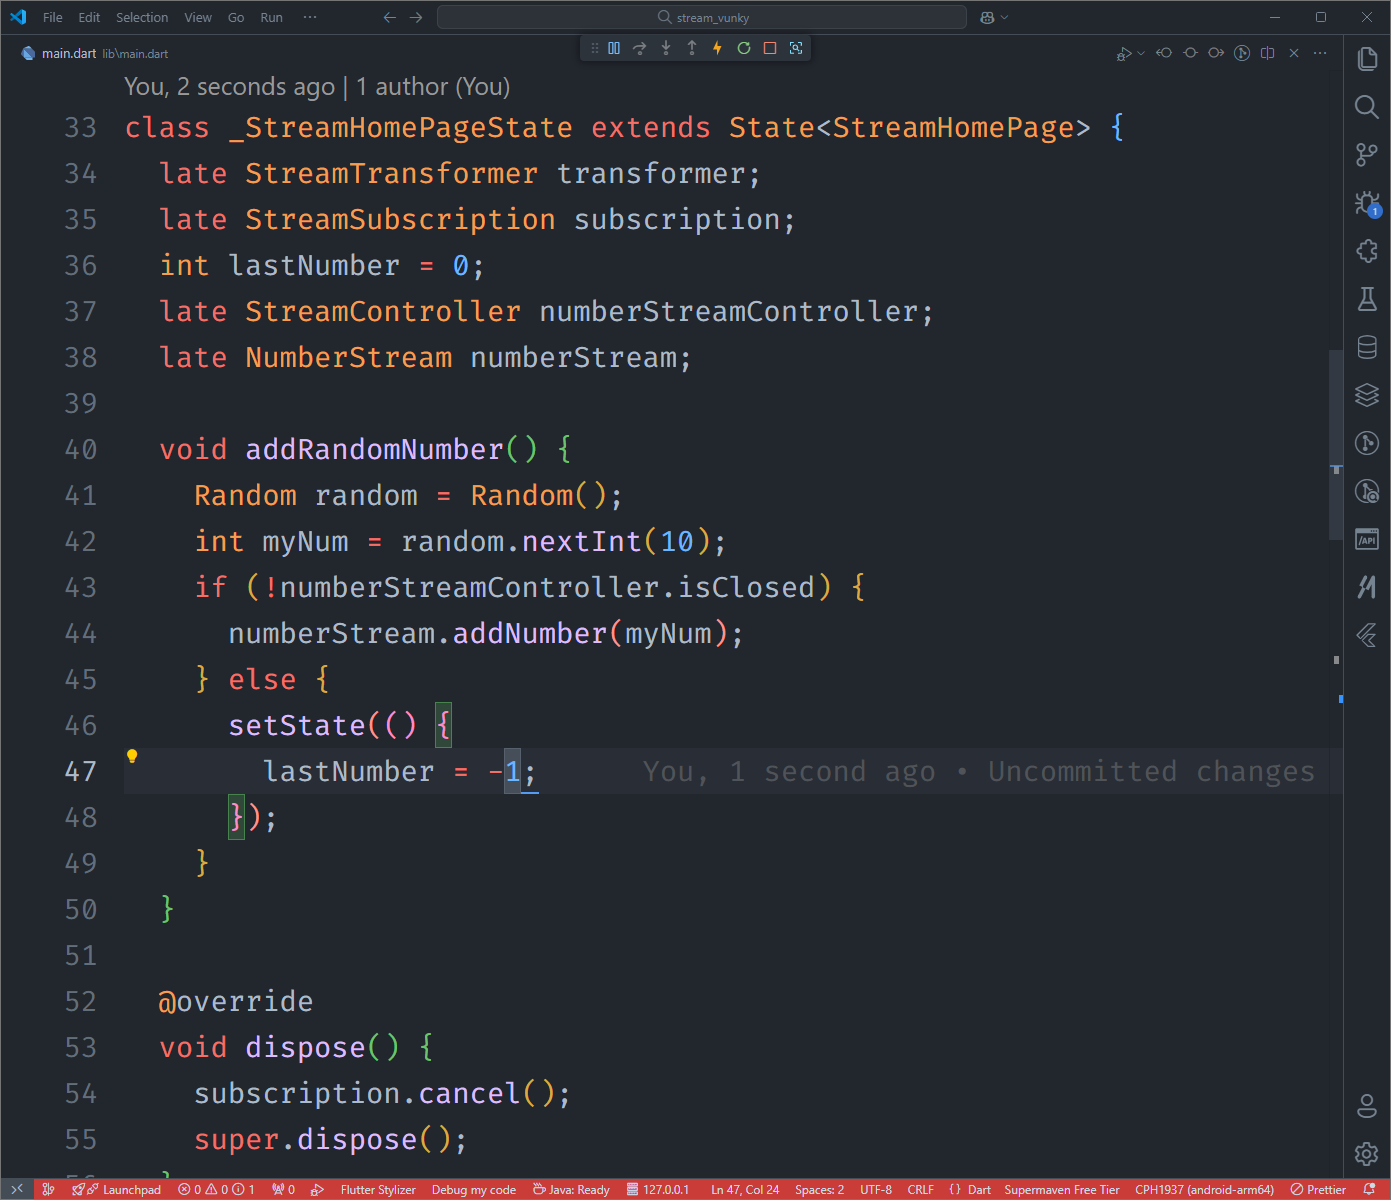 File Edit Selection View Go Run ··· stream_vunky
main.dart lib\main.dart
You, 2 seconds ago | 1 author (You)
33 class _StreamHomePageState extends State<StreamHomePage> {
34 late StreamTransformer transformer;
35 late StreamSubscription subscription;
36 int lastNumber = 0;
37 late StreamController numberStreamController;
38 late NumberStream numberStream;
39
40 void addRandomNumber() {
41 Random random = Random();
42 int myNum = random.nextInt(10);
43 if (!numberStreamController.isClosed) {
44 numberStream.addNumber(myNum);
45 } else {
46 setState(() {
47 lastNumber = -1; You, 1 second ago • Uncommitted changes
48 });
49 }
50 }
51
52 @override
53 void dispose() {
54 subscription.cancel();
55 super.dispose();
1
/API
Launchpad 0 0 1 0 Flutter Stylizer Debug my code Java: Ready 127.0.0.1 Ln 47, Col 24 Spaces: 2 UTF-8 CRLF {} Dart Supermaven Free Tier CPH1937 (android-arm64) Prettier